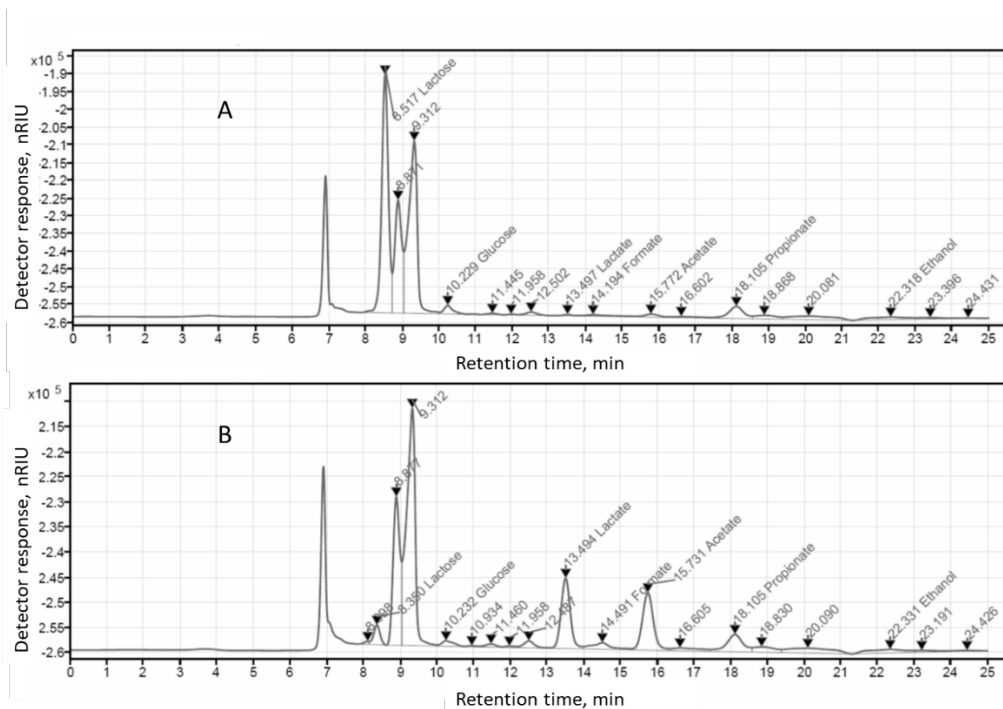 x10 5
-1.9
-1.95
-2
-2.05
-2.1
-2.15
-2.2
-2.25
-2.3
-2.35
-2.4
-2.45
-2.5
-2.55
-2.6
Detector response, nRIU
A
8.517 Lactose
8.871
9.312
10.229 Glucose
11.445
11.958
12.502
13.497 Lactate
14.194 Formate
15.772 Acetate
16.602
18.105 Propionate
18.868
20.081
22.318 Ethanol
23.396
24.431
0 1 2 3 4 5 6 7 8 9 10 11 12 13 14 15 16 17 18 19 20 21 22 23 24 25
Retention time, min
x10 5
2.15
-2.2
2.25
-2.3
2.35
-2.4
2.45
-2.5
2.55
-2.6
Detector response, nRIU
B
8.350 Lactose
8.877
9.312
10.232 Glucose
10.934
11.460
11.958
13.494 Lactate
14.491 Formate
15.731 Acetate
16.605
18.105 Propionate
18.830
20.090
22.331 Ethanol
23.191
24.426
0 1 2 3 4 5 6 7 8 9 10 11 12 13 14 15 16 17 18 19 20 21 22 23 24 25
Retention time, min